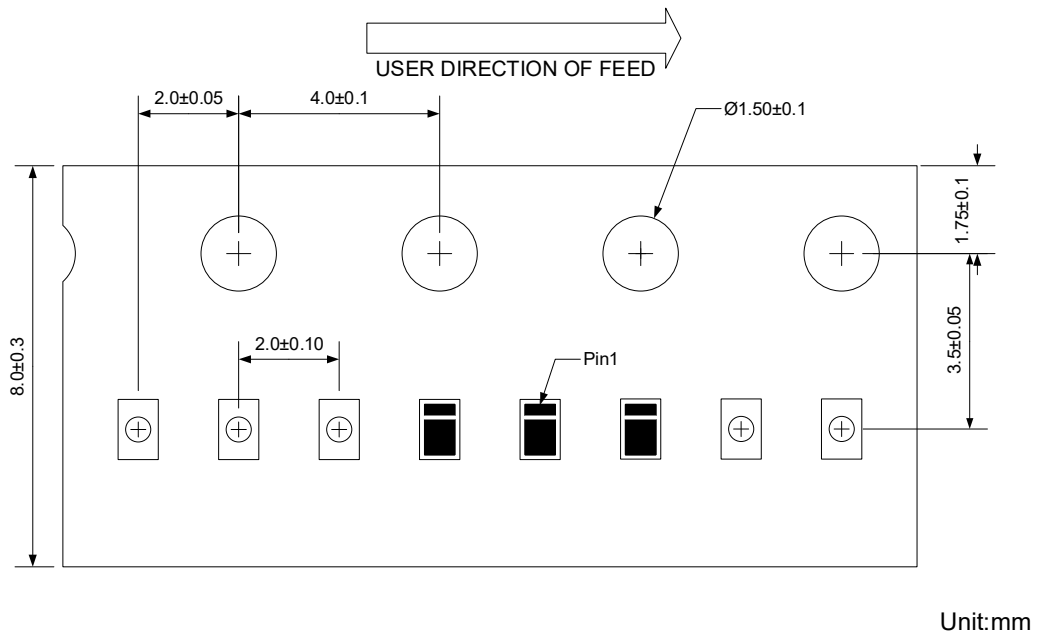 USER DIRECTION OF FEED
2.0±0.05
4.0±0.1
Ø1.50±0.1
1.75±0.1
8.0±0.3
2.0±0.10
Pin1
3.5±0.05
Unit:mm